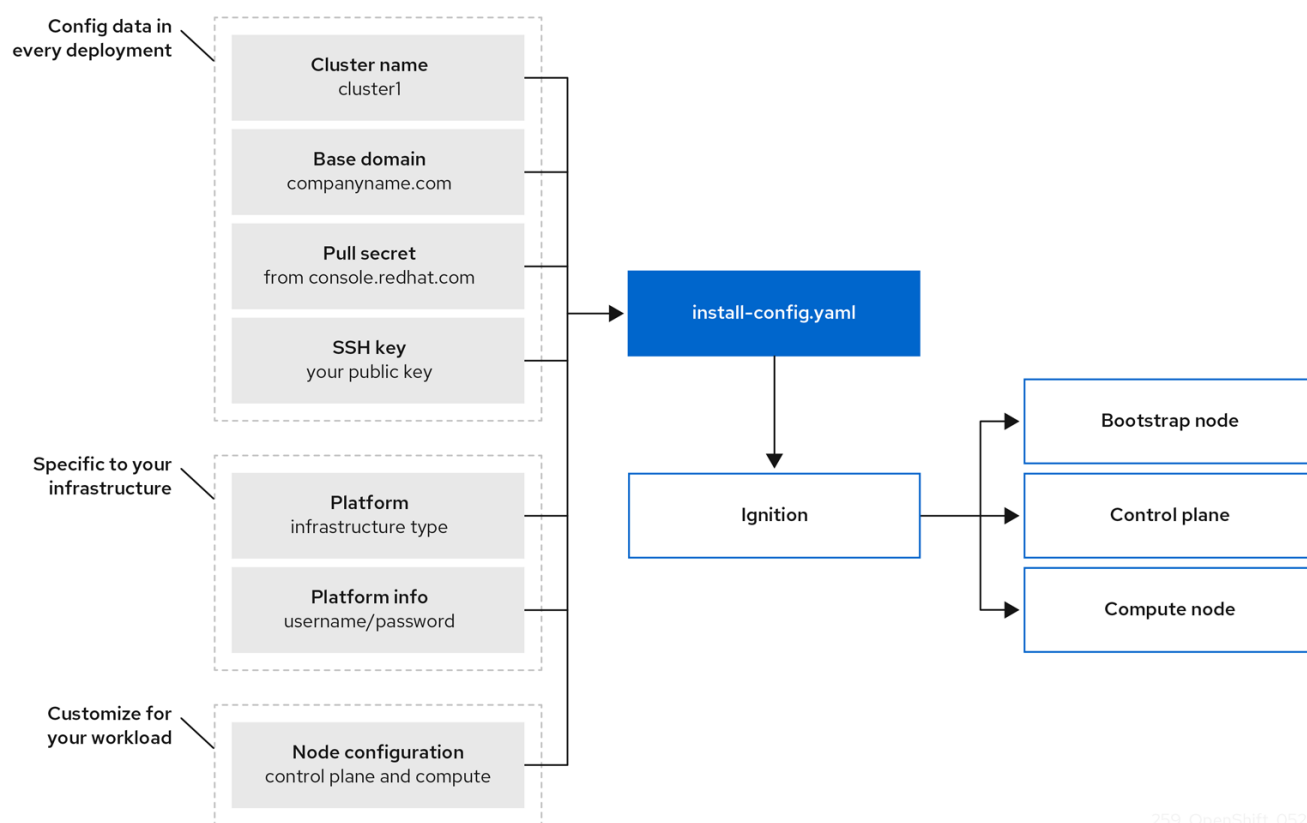 Config data in
every deployment
Cluster name
cluster1
Base domain
companyname.com
Pull secret
from console.redhat.com
SSH key
your public key
Specific to your
infrastructure
Platform
infrastructure type
Platform info
username/password
Customize for
your workload
Node configuration
control plane and compute
install-config.yaml
Ignition
Bootstrap node
Control plane
Compute node
259_OpenShift_052